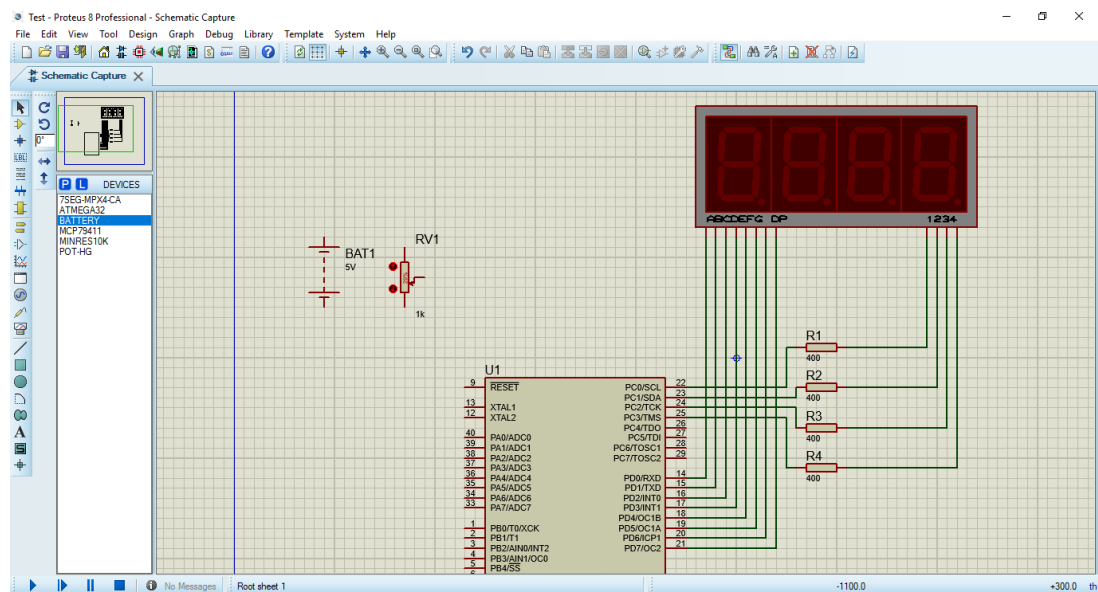 Test - Proteus 8 Professional - Schematic Capture
File Edit View Tool Design Graph Debug Library Template System Help
Schematic Capture
0°
LBL
P L DEVICES
7SEG-MPX4-CA
ATMEGA32
BATTERY
MCP79411
MINRES10K
POT-HG
A
S
ABCDEFG DP 1234
BAT1
5V
RV1
1k
R1
400
R2
400
R3
400
R4
400
U1
9 RESET PC0/SCL 22
PC1/SDA 23
13 XTAL1 PC2/TCK 24
12 XTAL2 PC3/TMS 25
PC4/TDO 26
40 PA0/ADC0 PC5/TDI 27
39 PA1/ADC1 PC6/TOSC1 28
38 PA2/ADC2 PC7/TOSC2 29
37 PA3/ADC3
36 PA4/ADC4 PD0/RXD 14
35 PA5/ADC5 PD1/TXD 15
34 PA6/ADC6 PD2/INT0 16
33 PA7/ADC7 PD3/INT1 17
PD4/OC1B 18
1 PB0/T0/XCK PD5/OC1A 19
2 PB1/T1 PD6/ICP1 20
3 PB2/AIN0/INT2 PD7/OC2 21
4 PB3/AIN1/OC0
5 PB4/SS
No Messages Root sheet 1 -1100.0 +300.0 th